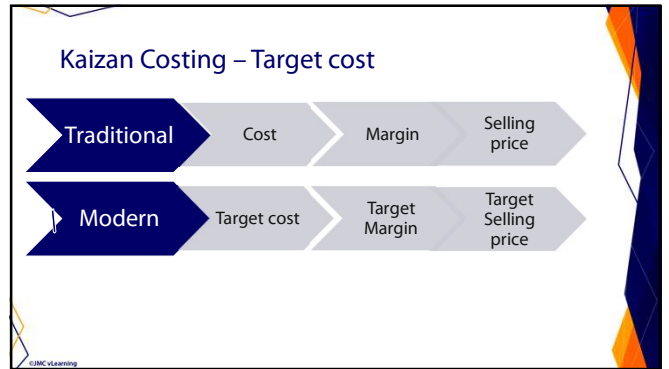 Kaizan Costing – Target cost
Traditional
Cost
Margin
Selling
price
Modern
Target cost
Target
Margin
Target
Selling
price
©JMC vLearning